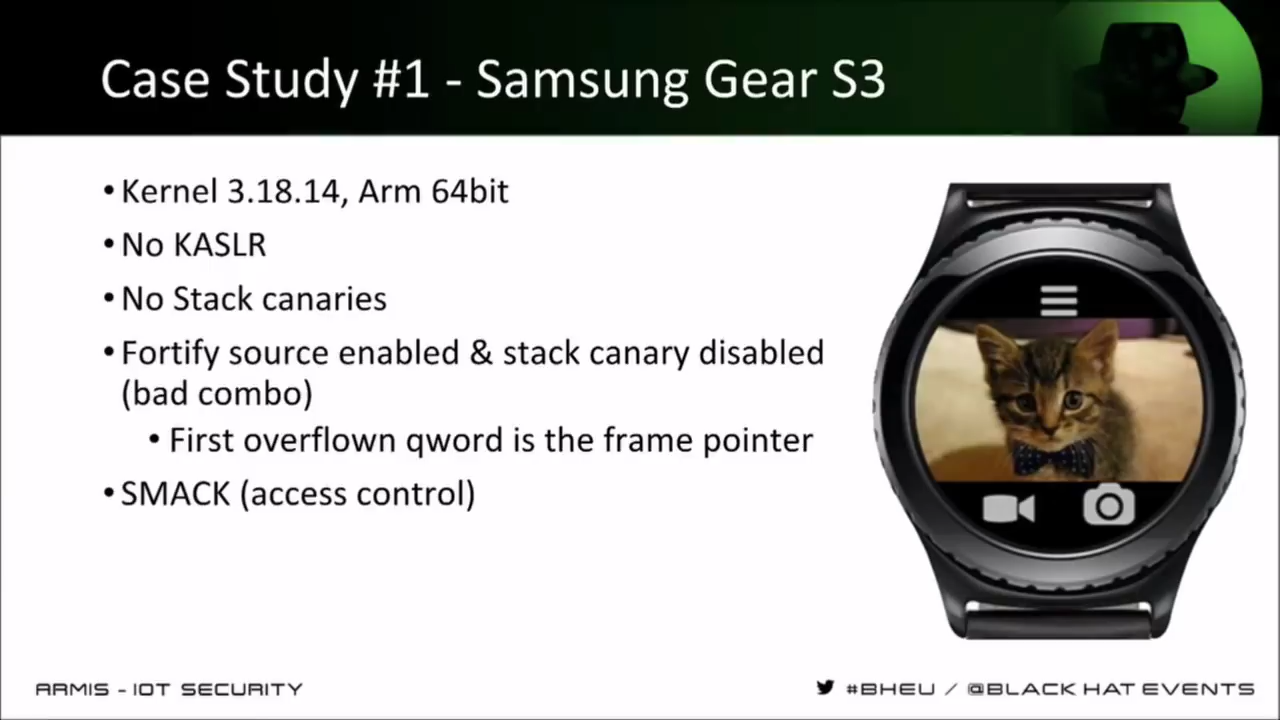 Case Study #1 - Samsung Gear S3
• Kernel 3.18.14, Arm 64bit
• No KASLR
• No Stack canaries
• Fortify source enabled & stack canary disabled
(bad combo)
• First overflown qword is the frame pointer
• SMACK (access control)
ARMIS - IOT SECURITY
#BHEU / @BLACK HAT EVENTS